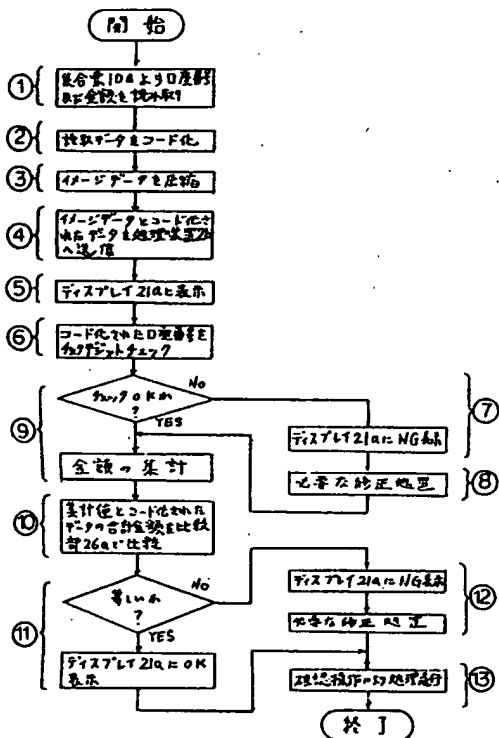 開始
①
集合票10aより口座番号
及び金額を読み取り
②
読取データをコード化
③
イメージデータを圧縮
④
イメージデータとコード化さ
れたデータを処理装置20
へ送信
⑤
ディスプレイ21aに表示
⑥
コード化された口座番号を
チェックデジットチェック
チェックOKか
?
NO
YES
⑦
ディスプレイ21aにNG表示
⑧
必要な修正処置
⑨
金額の集計
⑩
集計値とコード化された
データの合計金額を比較
部26aで比較
⑪
等しいか
?
NO
YES
ディスプレイ21aにOK
表示
⑫
ディスプレイ21aにNG表示
必要な修正処置
⑬
確認操作により処理続行
終了